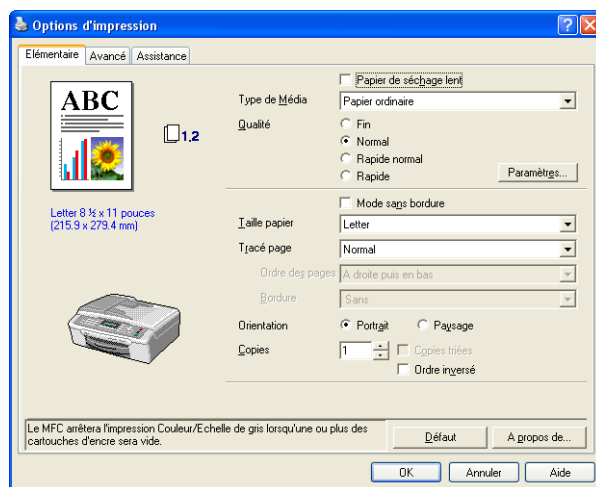 Options d'impression
Elémentaire Avancé Assistance
ABC
1,2
Letter 8 ½ x 11 pouces
(215.9 x 279.4 mm)
Papier de séchage lent
Type de Média Papier ordinaire
Qualité Fin
Normal
Rapide normal
Rapide Paramètres...
Mode sans bordure
Taille papier Letter
Tracé page Normal
Ordre des pages A droite puis en bas
Bordure Sans
Orientation Portrait Paysage
Copies 1 Copies triées
Ordre inversé
Le MFC arrêtera l'impression Couleur/Echelle de gris lorsqu'une ou plus des
cartouches d'encre sera vide.
Défaut A propos de...
OK Annuler Aide